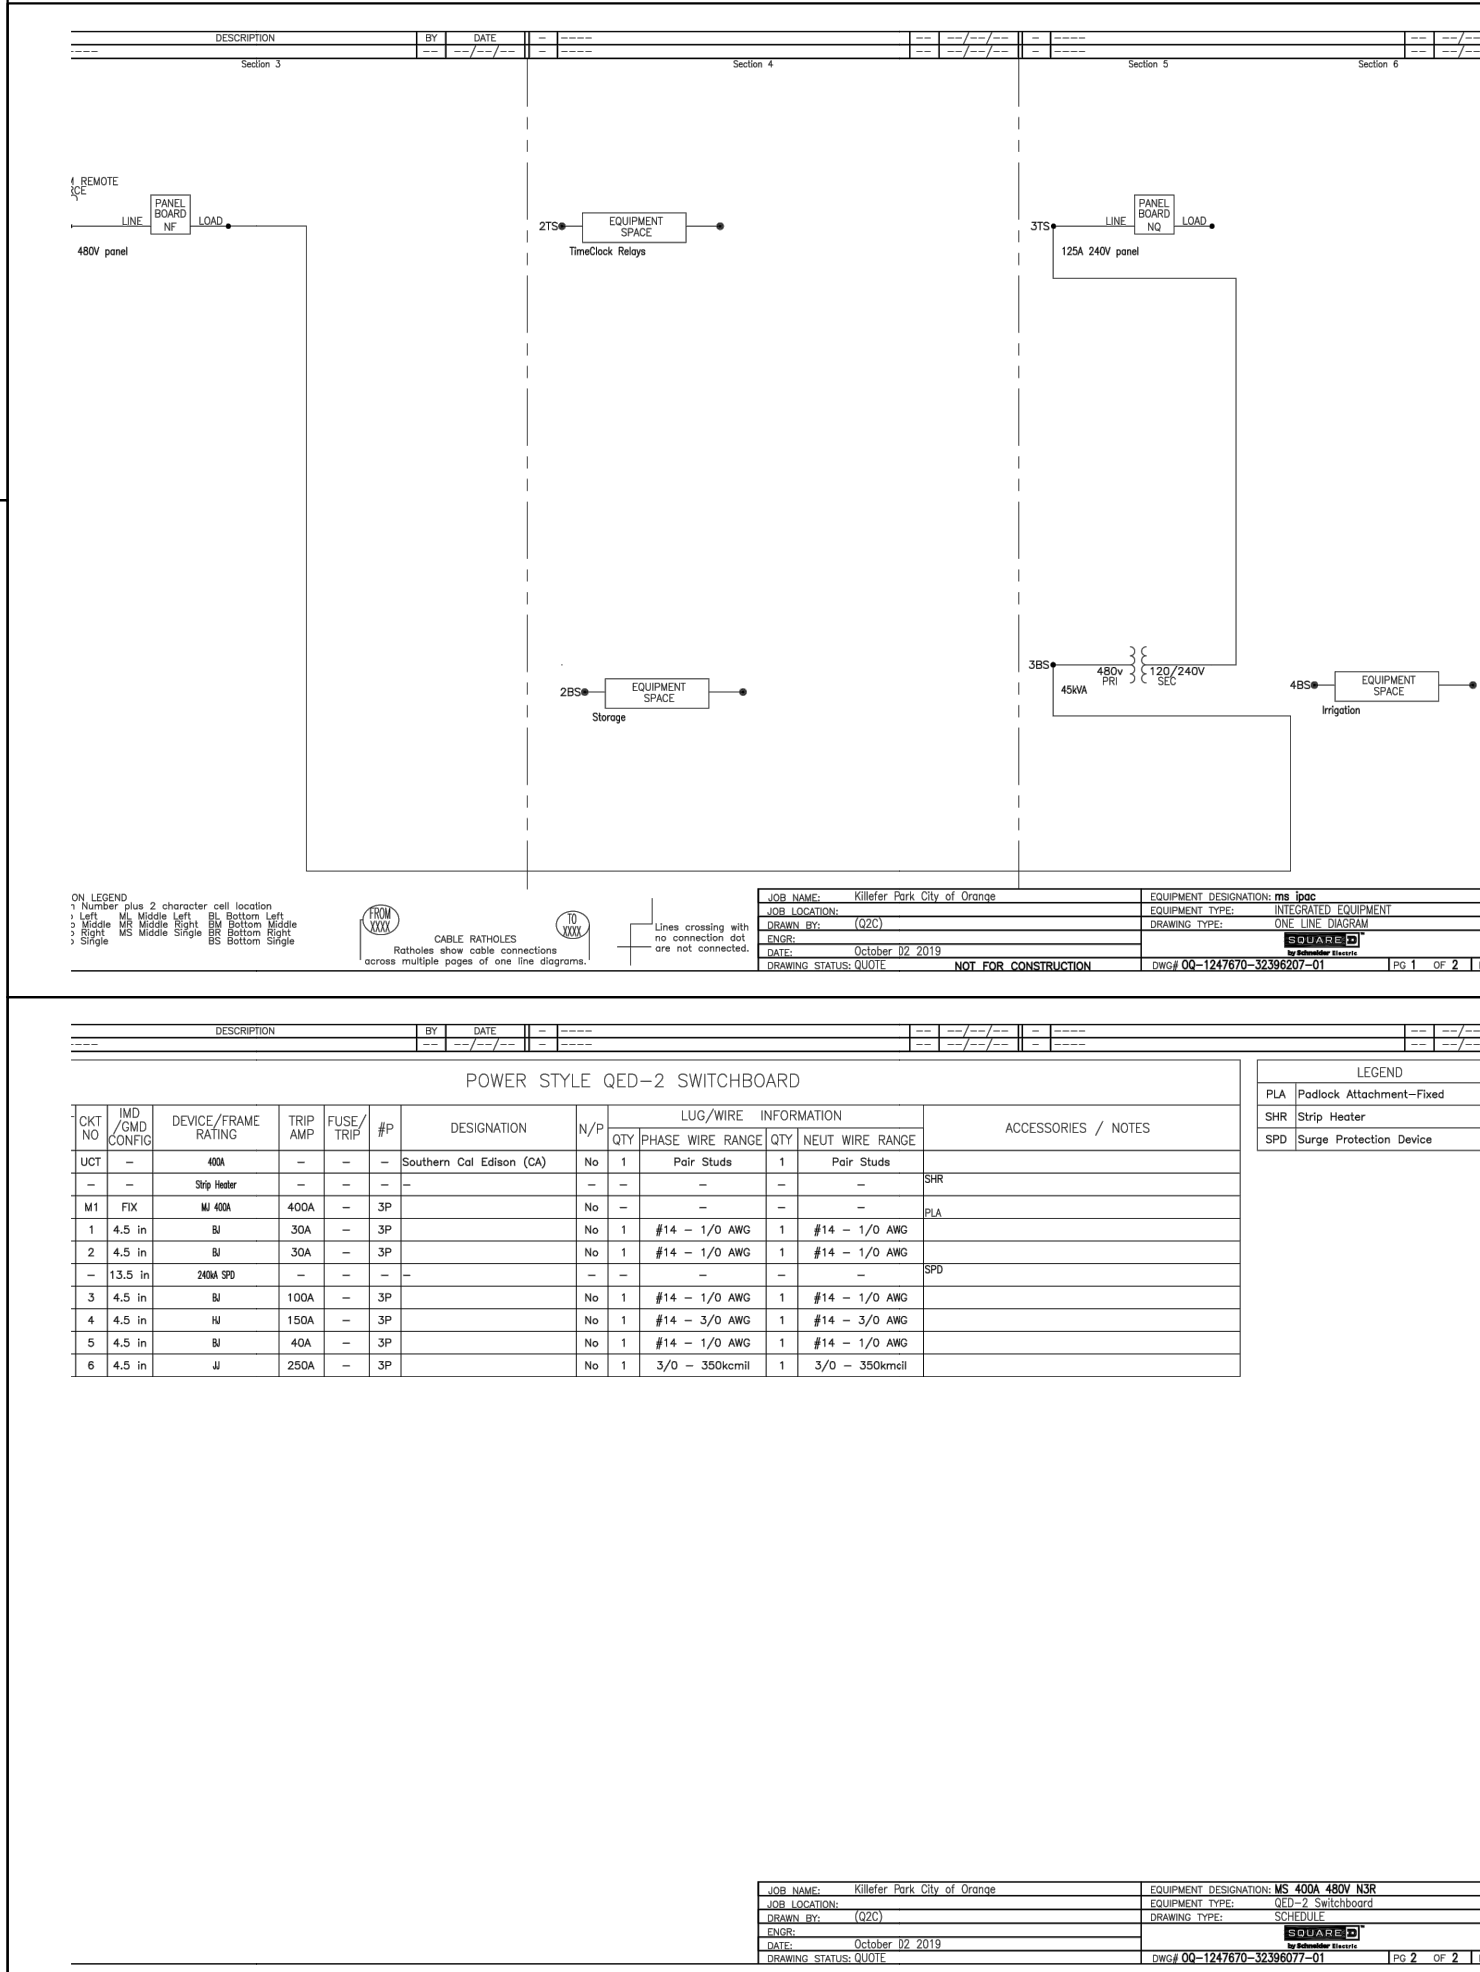 DESCRIPTION BY DATE - ---- -- --/--/-- - ---- -- --/--
---- -- --/--/-- - ---- -- --/--/-- - ---- -- --/--
Section 3 Section 4 Section 5 Section 6
REMOTE
PANEL BOARD NF
LINE LOAD
480V panel
2TS EQUIPMENT SPACE
TimeClock Relays
3TS LINE PANEL BOARD NQ LOAD
125A 240V panel
2BS EQUIPMENT SPACE
Storage
3BS 480v PRI 120/240V SEC
45kVA
4BS EQUIPMENT SPACE
Irrigation
ON LEGEND
Number plus 2 character cell location
Left ML Middle Left BL Bottom Left
Middle MR Middle Right BM Bottom Middle
Right MS Middle Single BR Bottom Right
Single BS Bottom Single
FROM XXXX
TO XXXX
CABLE RATHOLES
Ratholes show cable connections
across multiple pages of one line diagrams.
Lines crossing with
no connection dot
are not connected.
JOB NAME: Killefer Park City of Orange EQUIPMENT DESIGNATION: ms ipac
JOB LOCATION: EQUIPMENT TYPE: INTEGRATED EQUIPMENT
DRAWN BY: (Q2C) DRAWING TYPE: ONE LINE DIAGRAM
ENGR: SQUARE D
DATE: October 02 2019 by Schneider Electric
DRAWING STATUS: QUOTE NOT FOR CONSTRUCTION DWG# OQ-1247670-32396207-01 PG 1 OF 2
DESCRIPTION BY DATE - ---- -- --/--/-- - ---- -- --/--
---- -- --/--/-- - ---- -- --/--/-- - ---- -- --/--
POWER STYLE QED-2 SWITCHBOARD
CKT NO IMD /GMD CONFIG DEVICE/FRAME RATING TRIP AMP FUSE/ TRIP #P DESIGNATION N/P LUG/WIRE INFORMATION ACCESSORIES / NOTES
QTY PHASE WIRE RANGE QTY NEUT WIRE RANGE
UCT - 400A - - - Southern Cal Edison (CA) No 1 Pair Studs 1 Pair Studs
- - Strip Heater - - - - - - - - - SHR
M1 FIX MJ 400A 400A - 3P No - - - - PLA
1 4.5 in BJ 30A - 3P No 1 #14 - 1/0 AWG 1 #14 - 1/0 AWG
2 4.5 in BJ 30A - 3P No 1 #14 - 1/0 AWG 1 #14 - 1/0 AWG
- 13.5 in 240kA SPD - - - - - - - - - SPD
3 4.5 in BJ 100A - 3P No 1 #14 - 1/0 AWG 1 #14 - 1/0 AWG
4 4.5 in HJ 150A - 3P No 1 #14 - 3/0 AWG 1 #14 - 3/0 AWG
5 4.5 in BJ 40A - 3P No 1 #14 - 1/0 AWG 1 #14 - 1/0 AWG
6 4.5 in JJ 250A - 3P No 1 3/0 - 350kcmil 1 3/0 - 350kmcil
LEGEND
PLA Padlock Attachment-Fixed
SHR Strip Heater
SPD Surge Protection Device
JOB NAME: Killefer Park City of Orange EQUIPMENT DESIGNATION: MS 400A 480V N3R
JOB LOCATION: EQUIPMENT TYPE: QED-2 Switchboard
DRAWN BY: (Q2C) DRAWING TYPE: SCHEDULE
ENGR: SQUARE D
DATE: October 02 2019 by Schneider Electric
DRAWING STATUS: QUOTE DWG# OQ-1247670-32396077-01 PG 2 OF 2